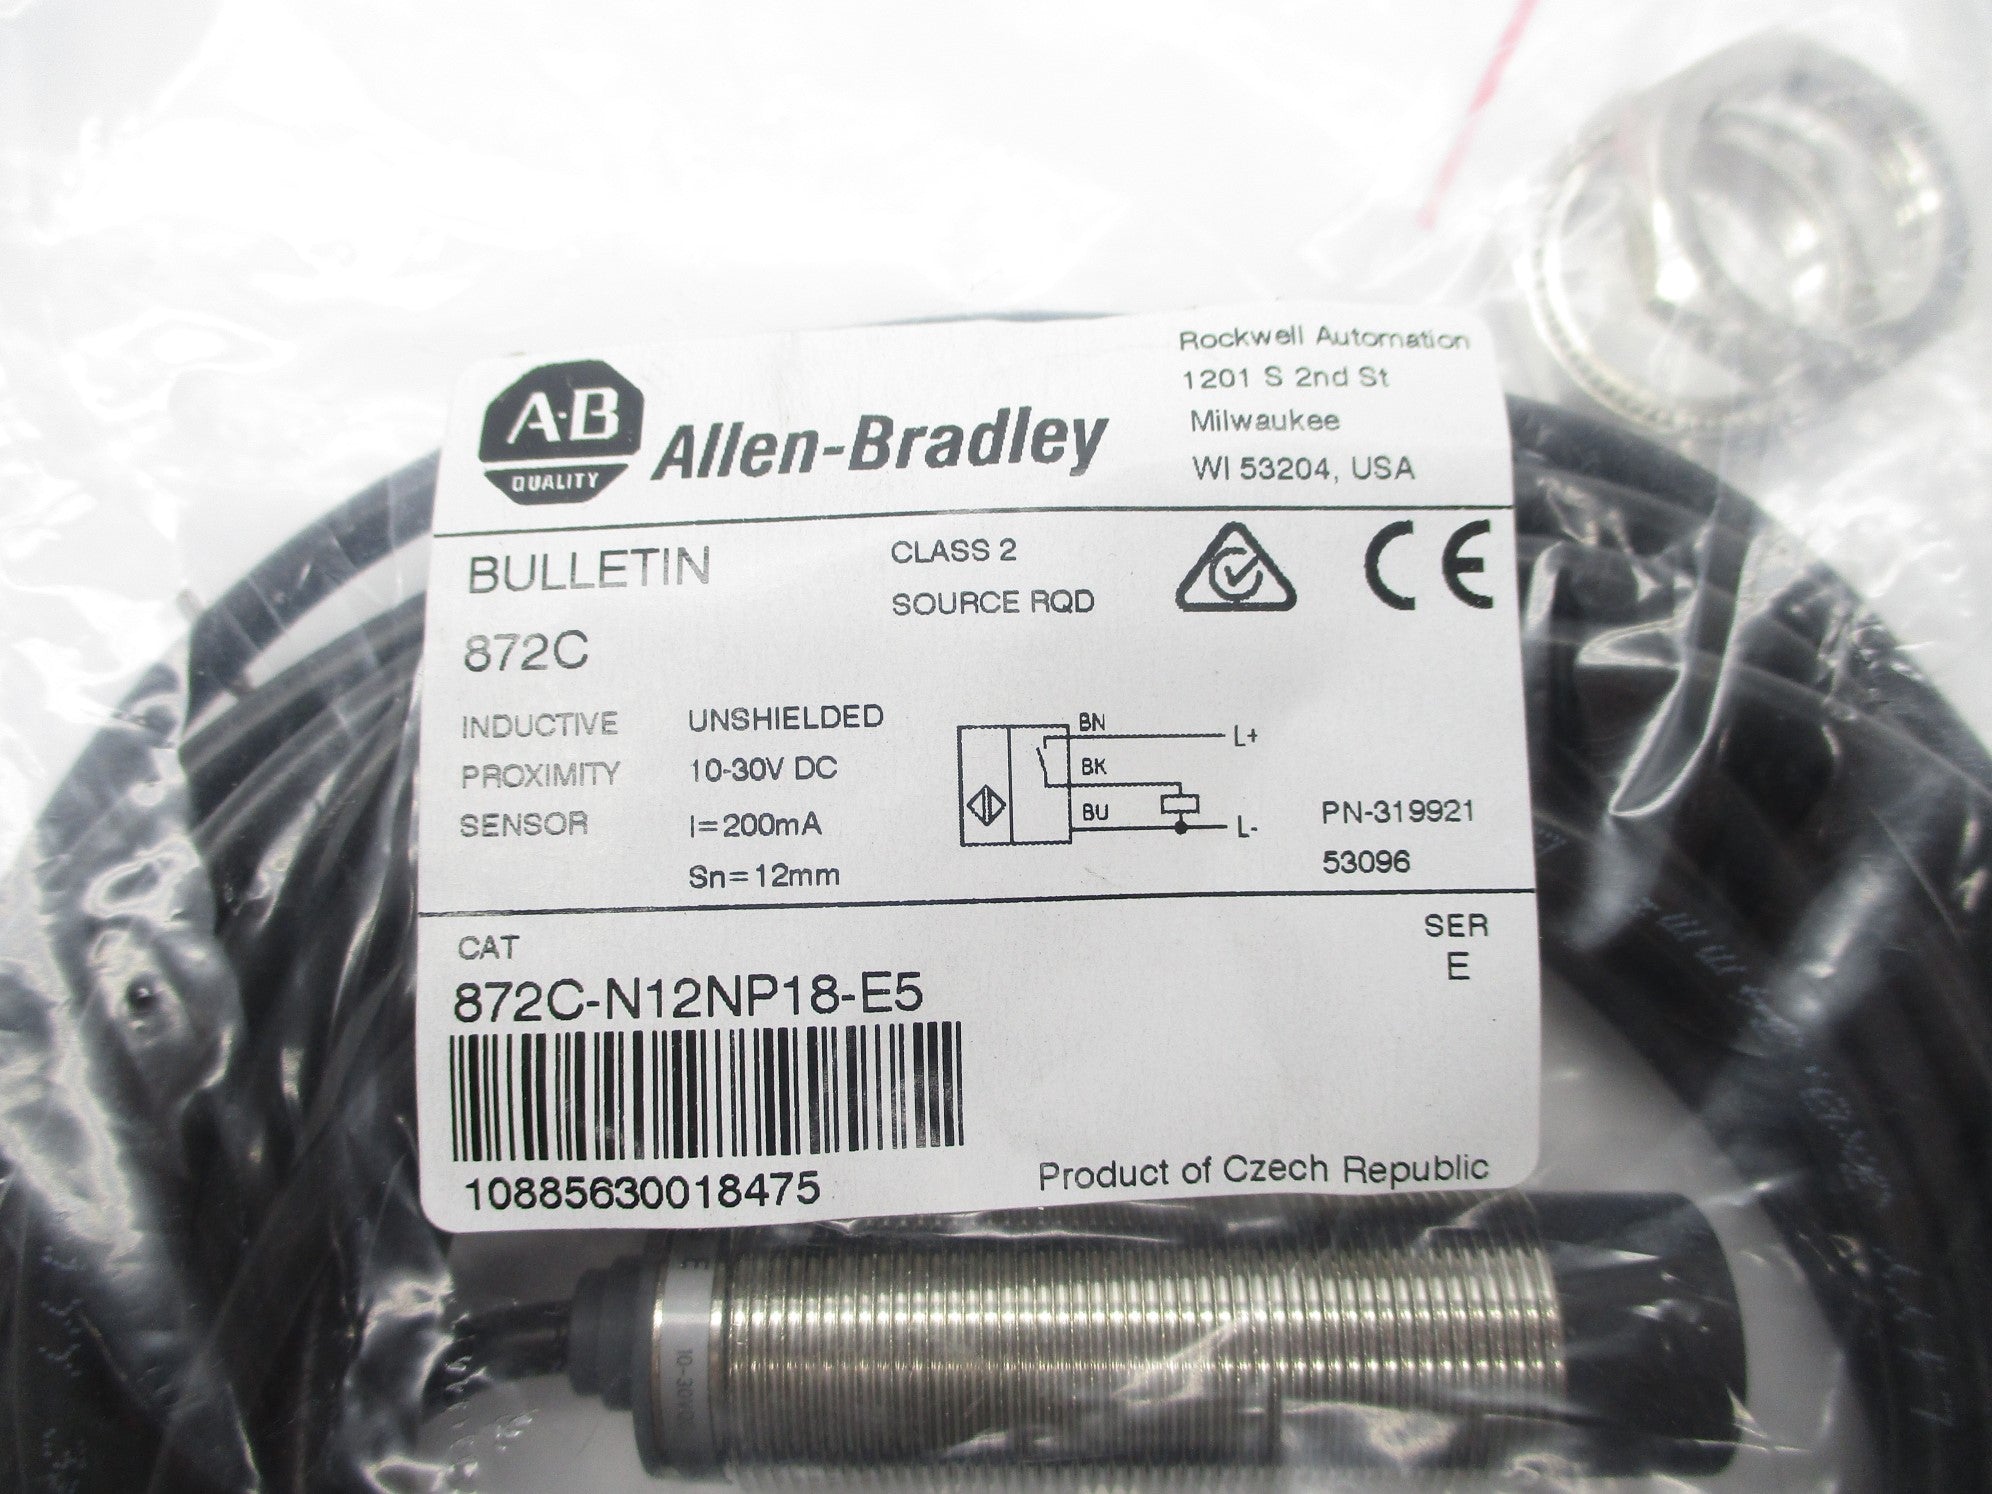 A·B
QUALITY
Allen-Bradley
Rockwell Automation
1201 S 2nd St
Milwaukee
WI 53204, USA
BULLETIN
872C
CLASS 2
SOURCE RQD
CE
INDUCTIVE
PROXIMITY
SENSOR
UNSHIELDED
10-30V DC
I=200mA
Sn=12mm
BN
L+
BK
BU
L-
PN-319921
53096
CAT
872C-N12NP18-E5
SER
E
10885630018475
Product of Czech Republic
E
10-30V